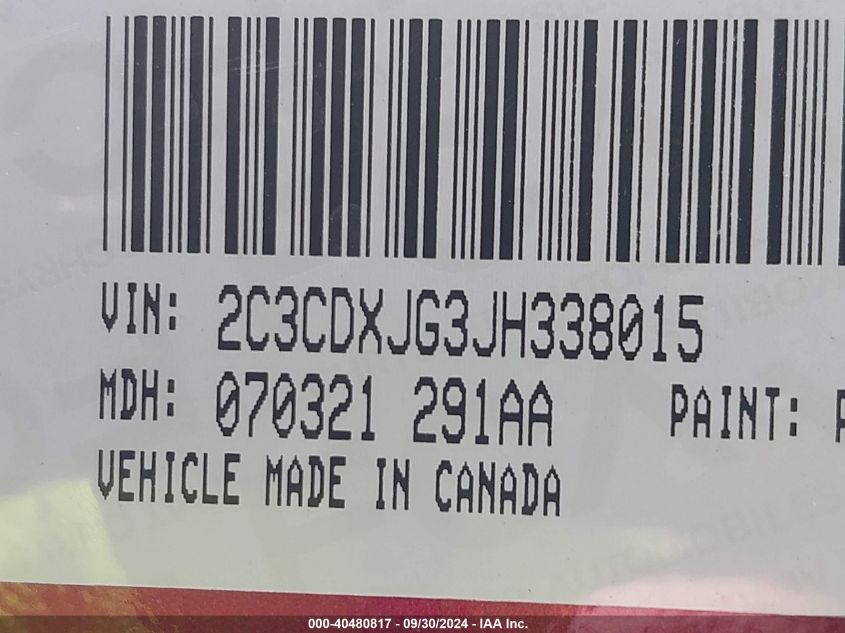 VIN: 2C3CDXJG3JH338015
MDH: 070321 291AA PAINT:
VEHICLE MADE IN CANADA
000-40480817 - 09/30/2024 - IAA Inc.